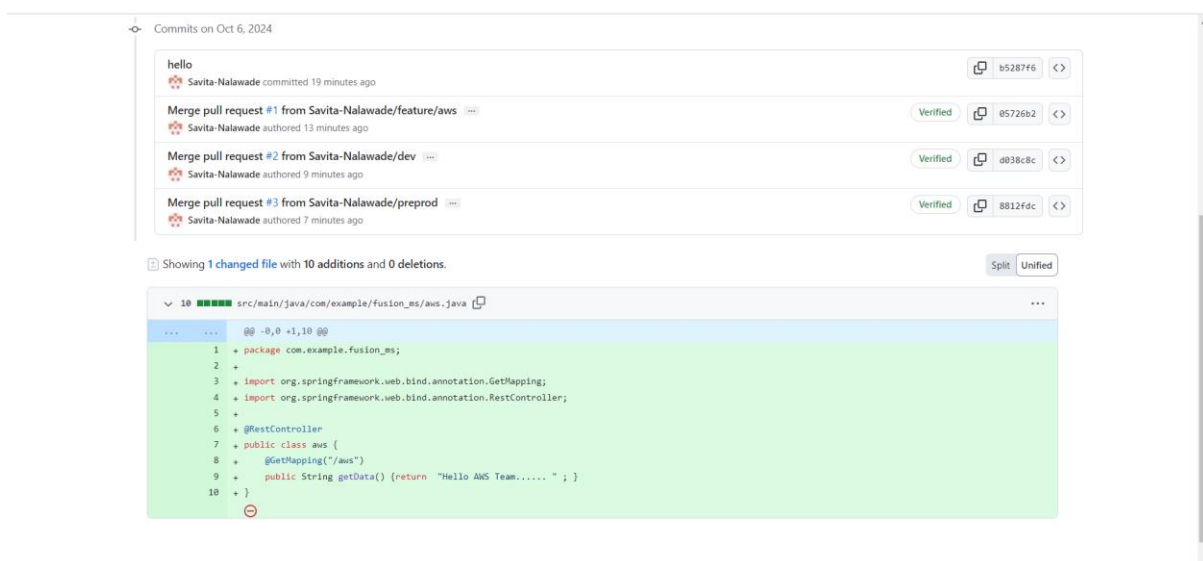 Commits on Oct 6, 2024
hello
b5287f6
Savita-Nalawade committed 19 minutes ago
Merge pull request #1 from Savita-Nalawade/feature/aws ...
Verified 05726b2
Savita-Nalawade authored 13 minutes ago
Merge pull request #2 from Savita-Nalawade/dev ...
Verified d038c8c
Savita-Nalawade authored 9 minutes ago
Merge pull request #3 from Savita-Nalawade/preprod ...
Verified 8812fdc
Savita-Nalawade authored 7 minutes ago
Showing 1 changed file with 10 additions and 0 deletions.
Split Unified
10 src/main/java/com/example/fusion_ms/aws.java ...
... ... @@ -0,0 +1,10 @@
1 + package com.example.fusion_ms;
2 +
3 + import org.springframework.web.bind.annotation.GetMapping;
4 + import org.springframework.web.bind.annotation.RestController;
5 +
6 + @RestController
7 + public class aws {
8 + @GetMapping("/aws")
9 + public String getData() {return "Hello AWS Team...... " ; }
10 + }